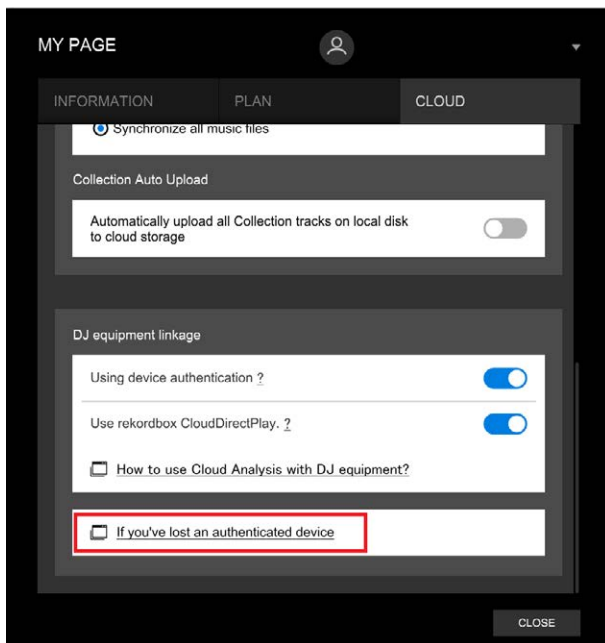 MY PAGE
INFORMATION PLAN CLOUD
Synchronize all music files
Collection Auto Upload
Automatically upload all Collection tracks on local disk
to cloud storage
DJ equipment linkage
Using device authentication ?
Use rekordbox CloudDirectPlay. ?
How to use Cloud Analysis with DJ equipment?
If you've lost an authenticated device
CLOSE